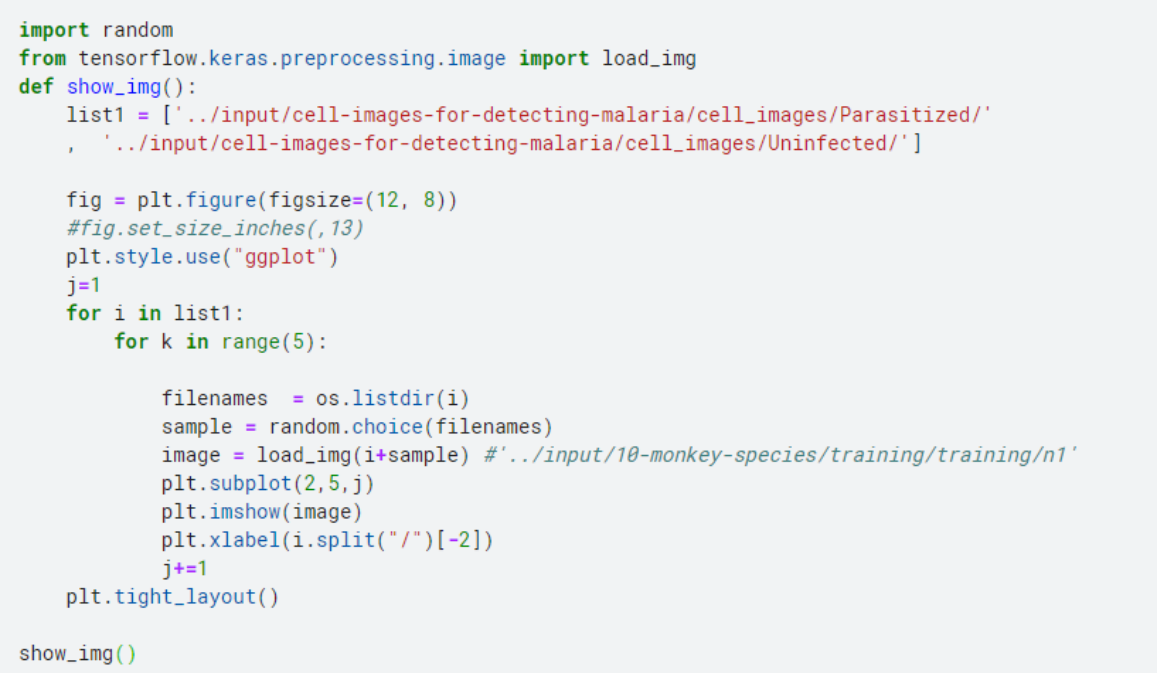 import random
from tensorflow.keras.preprocessing.image import load_img
def show_img():
    list1 = ['../input/cell-images-for-detecting-malaria/cell_images/Parasitized/'
    ,  '../input/cell-images-for-detecting-malaria/cell_images/Uninfected/']

    fig = plt.figure(figsize=(12, 8))
    #fig.set_size_inches(,13)
    plt.style.use("ggplot")
    j=1
    for i in list1:
        for k in range(5):

            filenames  = os.listdir(i)
            sample = random.choice(filenames)
            image = load_img(i+sample) #'../input/10-monkey-species/training/training/n1'
            plt.subplot(2,5,j)
            plt.imshow(image)
            plt.xlabel(i.split("/")[-2])
            j+=1
    plt.tight_layout()

show_img()